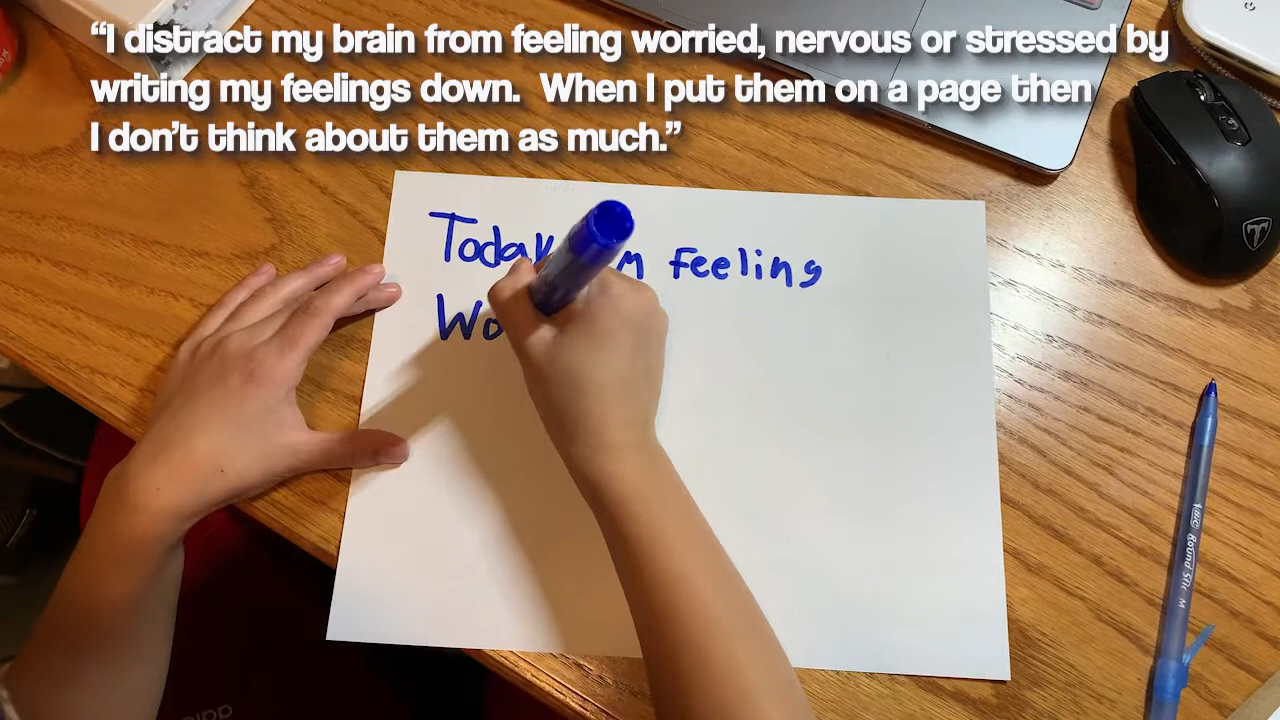 “I distract my brain from feeling worried, nervous or stressed by
writing my feelings down. When I put them on a page then
I don’t think about them as much.”
Today m feeling
Wo
BIC Round Stic M